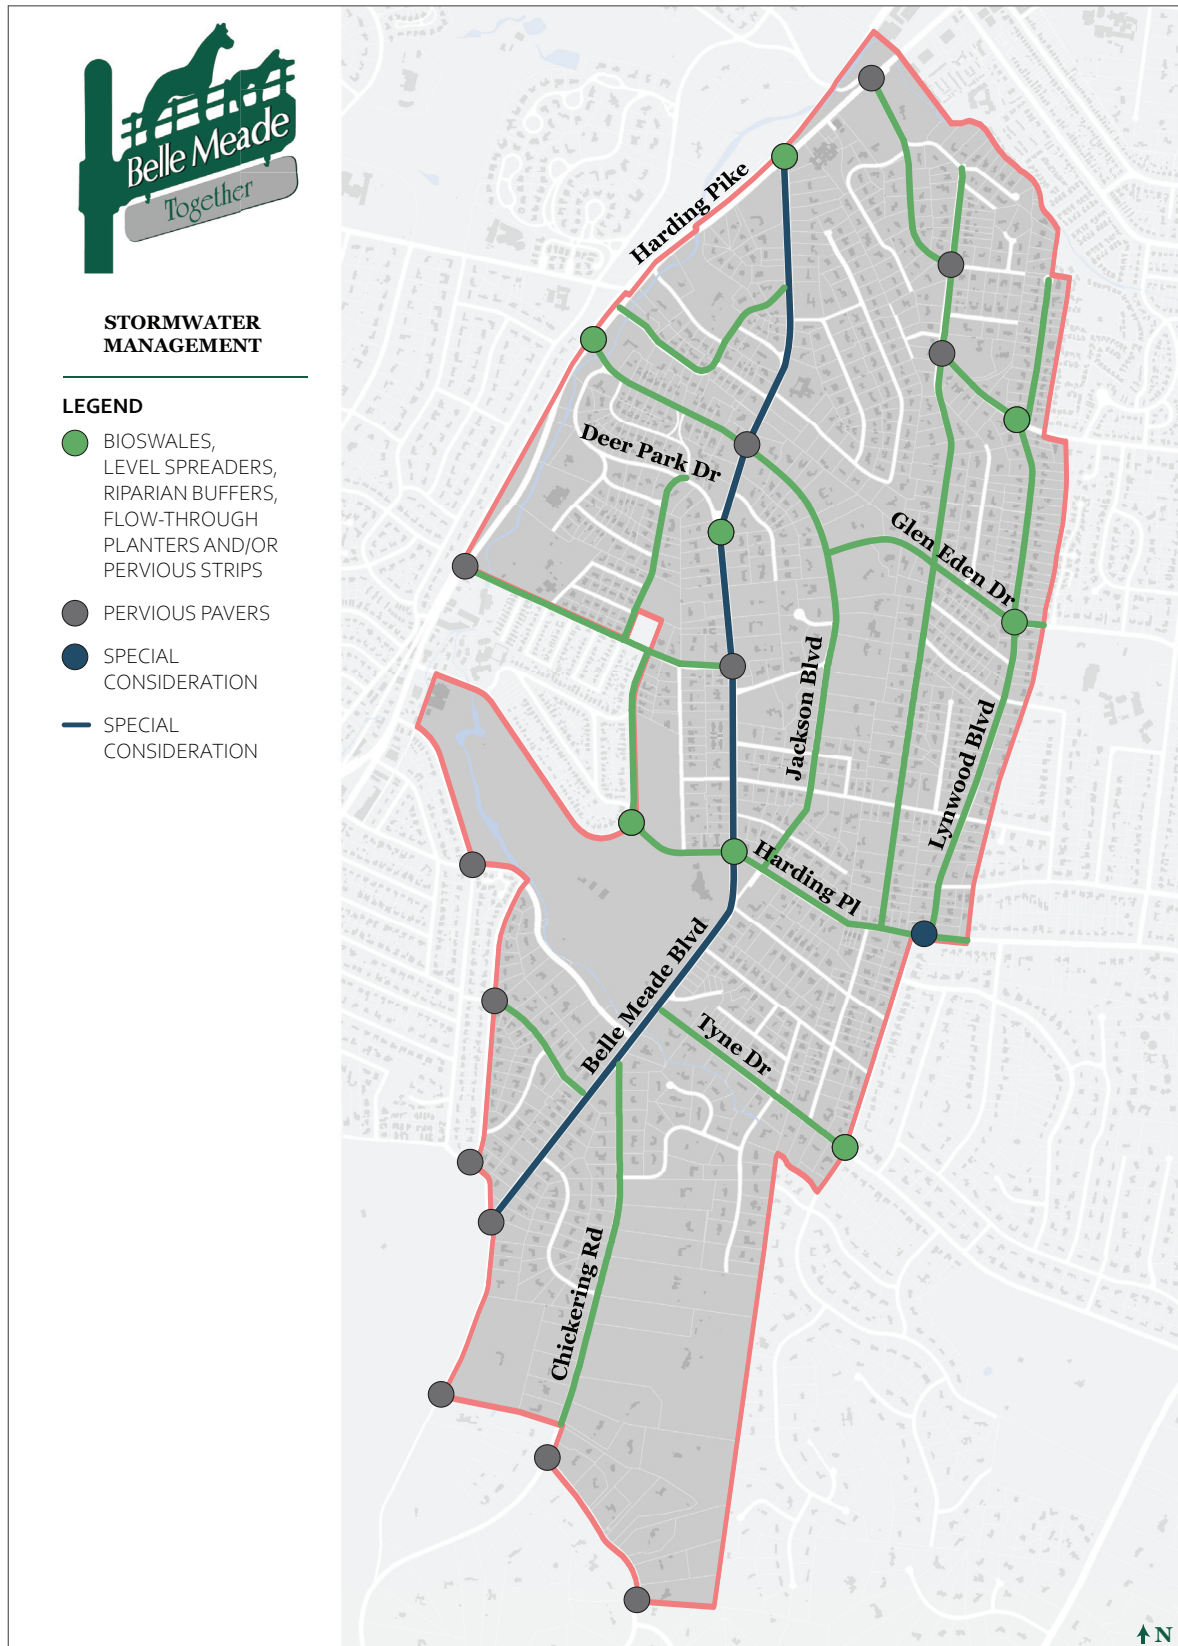 Belle Meade
Together
STORMWATER
MANAGEMENT
LEGEND
BIOSWALES,
LEVEL SPREADERS,
RIPARIAN BUFFERS,
FLOW-THROUGH
PLANTERS AND/OR
PERVIOUS STRIPS
PERVIOUS PAVERS
SPECIAL
CONSIDERATION
SPECIAL
CONSIDERATION
Harding Pike
Deer Park Dr
Glen Eden Dr
Jackson Blvd
Lynwood Blvd
Harding Pl
Belle Meade Blvd
Tyne Dr
Chickering Rd
N